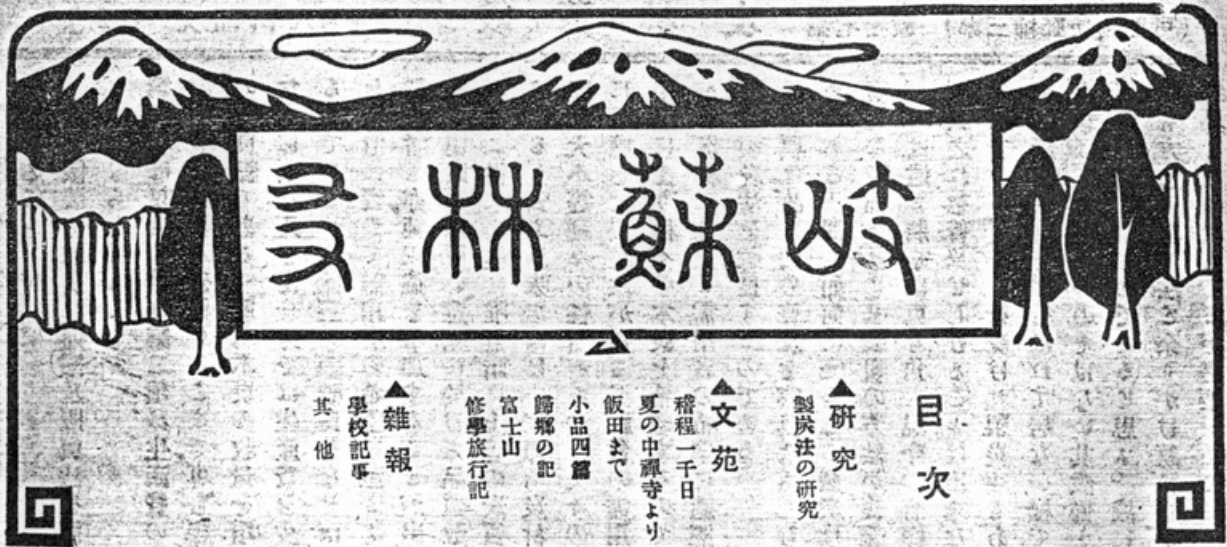 岐蘇林友
目次
▲研究
製炭法の研究
▲文苑
稽程一千日
夏の中禪寺より
飯田まで
小品四篇
歸鄕の記
富士山
修學旅行記
▲雜報
學校記事
其他